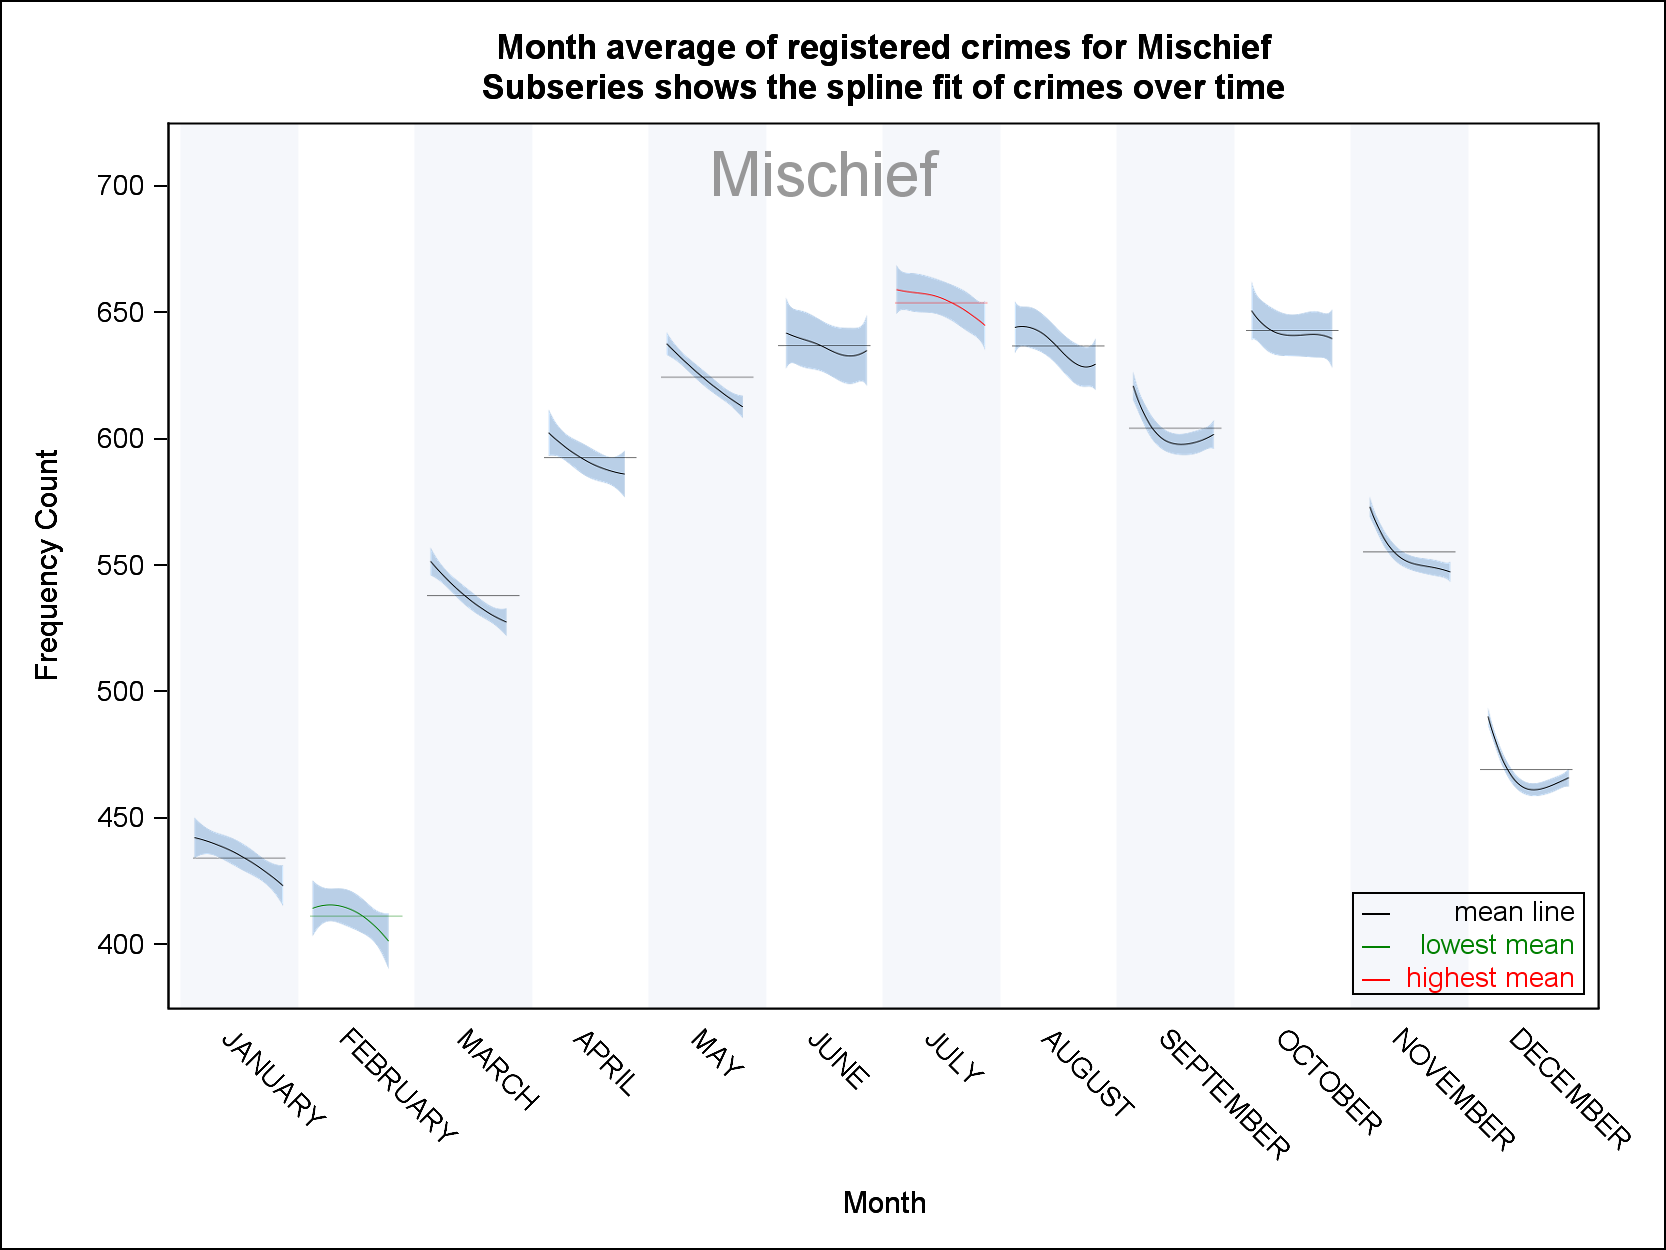 Month average of registered crimes for Mischief
Subseries shows the spline fit of crimes over time
Mischief
700
650
600
550
500
450
400
Frequency Count
mean line
lowest mean
highest mean
JANUARY
FEBRUARY
MARCH
APRIL
MAY
JUNE
JULY
AUGUST
SEPTEMBER
OCTOBER
NOVEMBER
DECEMBER
Month